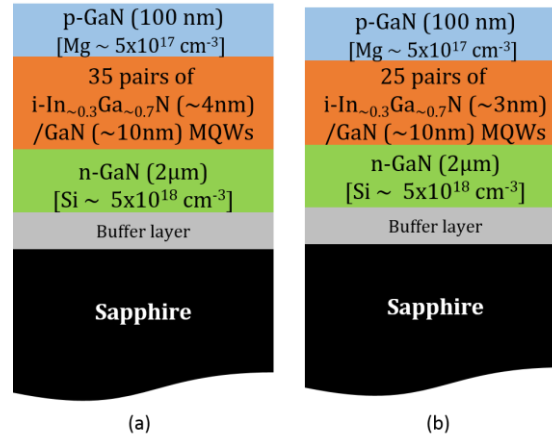 p-GaN (100 nm)
[Mg ~ 5x10¹⁷ cm⁻³]
35 pairs of
i-In~0.3Ga~0.7N (~4nm)
/GaN (~10nm) MQWs
n-GaN (2μm)
[Si ~ 5x10¹⁸ cm⁻³]
Buffer layer
Sapphire
(a)
p-GaN (100 nm)
[Mg ~ 5x10¹⁷ cm⁻³]
25 pairs of
i-In~0.3Ga~0.7N (~3nm)
/GaN (~10nm) MQWs
n-GaN (2μm)
[Si ~ 5x10¹⁸ cm⁻³]
Buffer layer
Sapphire
(b)